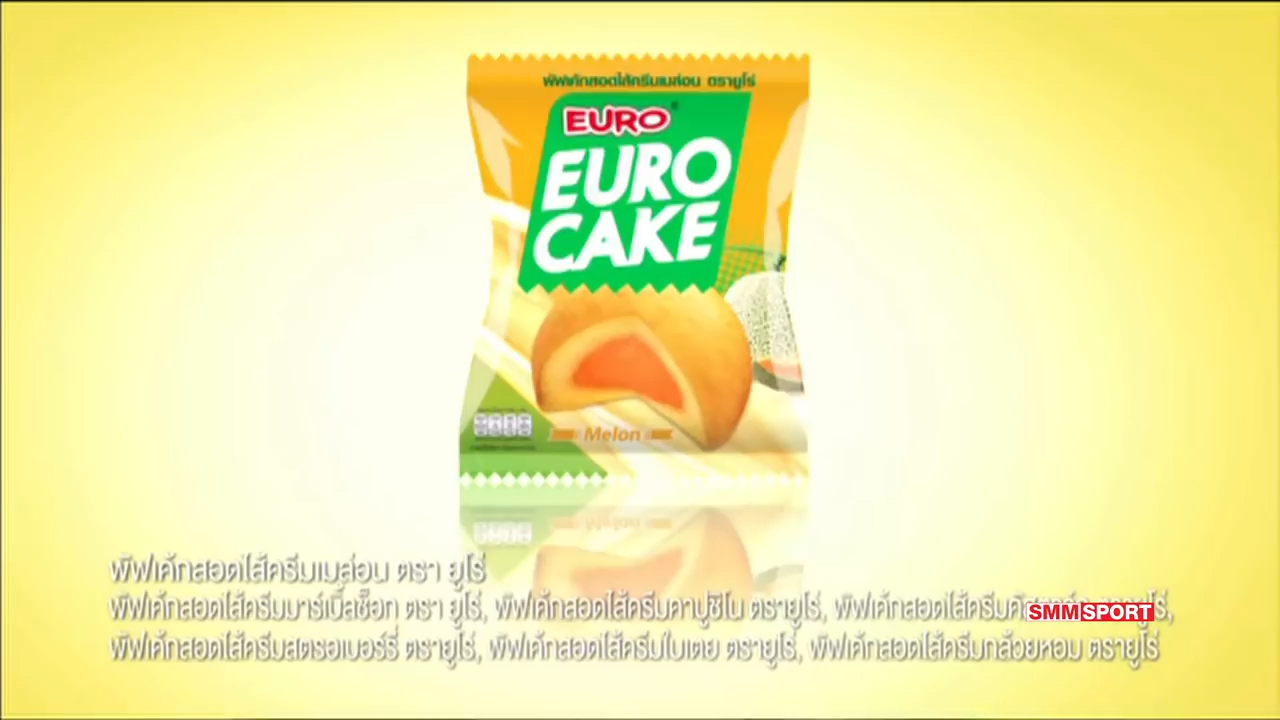 พัฟเค้กสอดไส้ครีมเมล่อน ตรายูโร่
EURO
EURO
CAKE
Melon
พัฟเค้กสอดไส้ครีมเมล่อน ตรา ยูโร่
พัฟเค้กสอดไส้ครีมมาร์เบิ้ลช็อก ตรา ยูโร่, พัฟเค้กสอดไส้ครีมคาปูชิโน ตรายูโร่, พัฟเค้กสอดไส้ครีม
SMMSPORT
พัฟเค้กสอดไส้ครีมสตรอเบอร์รี่ ตรายูโร่, พัฟเค้กสอดไส้ครีมใบเตย ตรายูโร่, พัฟเค้กสอดไส้ครีมกล้วยหอม ตรายูโร่